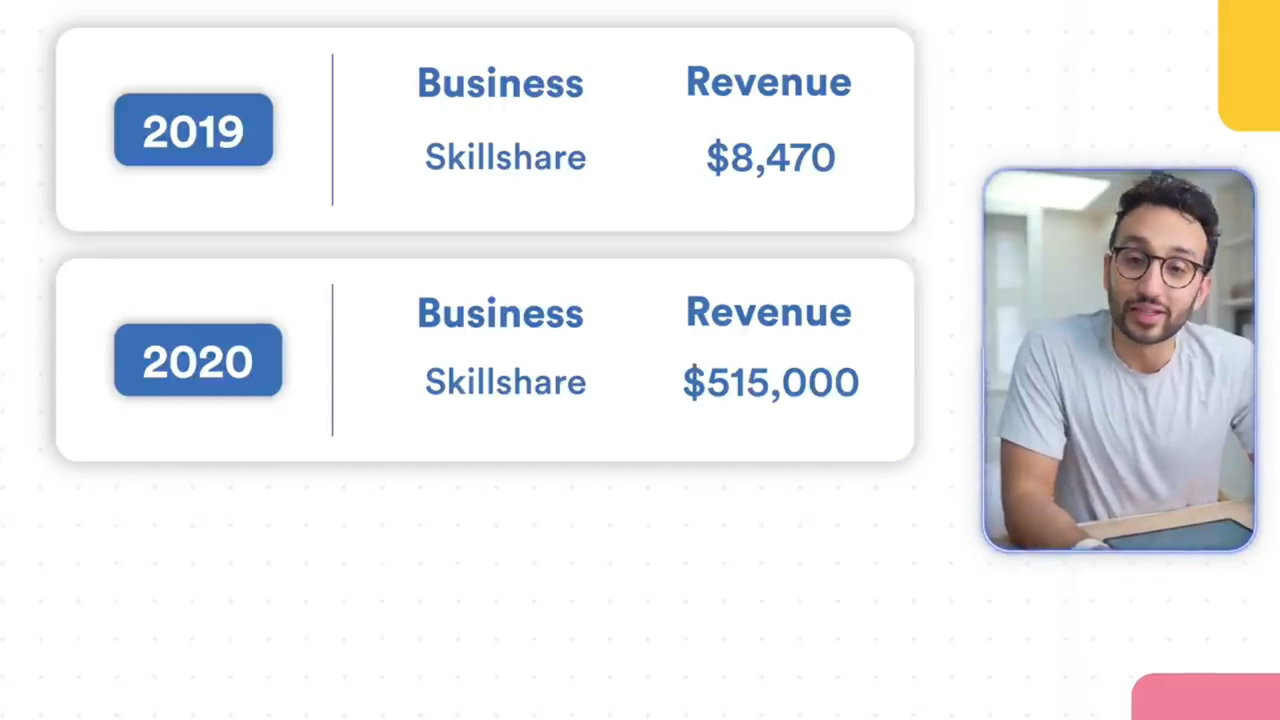 2019
Business Revenue
Skillshare $8,470
2020
Business Revenue
Skillshare $515,000